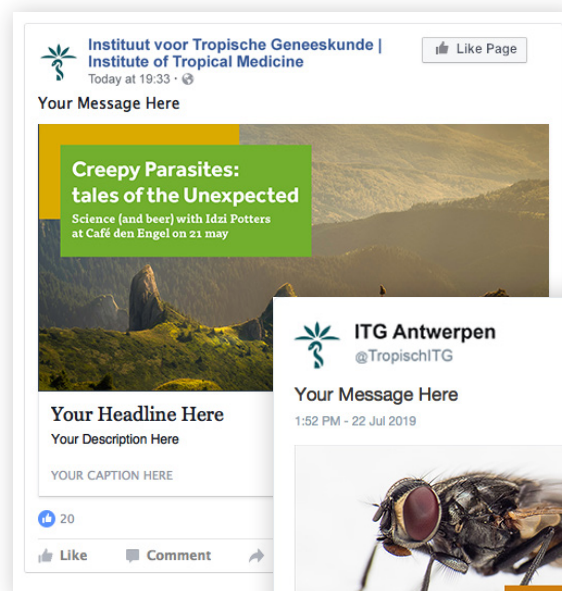 Instituut voor Tropische Geneeskunde |
Institute of Tropical Medicine
Like Page
Today at 19:33 ·
Your Message Here
Creepy Parasites:
tales of the Unexpected
Science (and beer) with Idzi Potters
at Café den Engel on 21 may
Your Headline Here
Your Description Here
YOUR CAPTION HERE
20
Like
Comment
ITG Antwerpen
@TropischITG
Your Message Here
1:52 PM - 22 Jul 2019